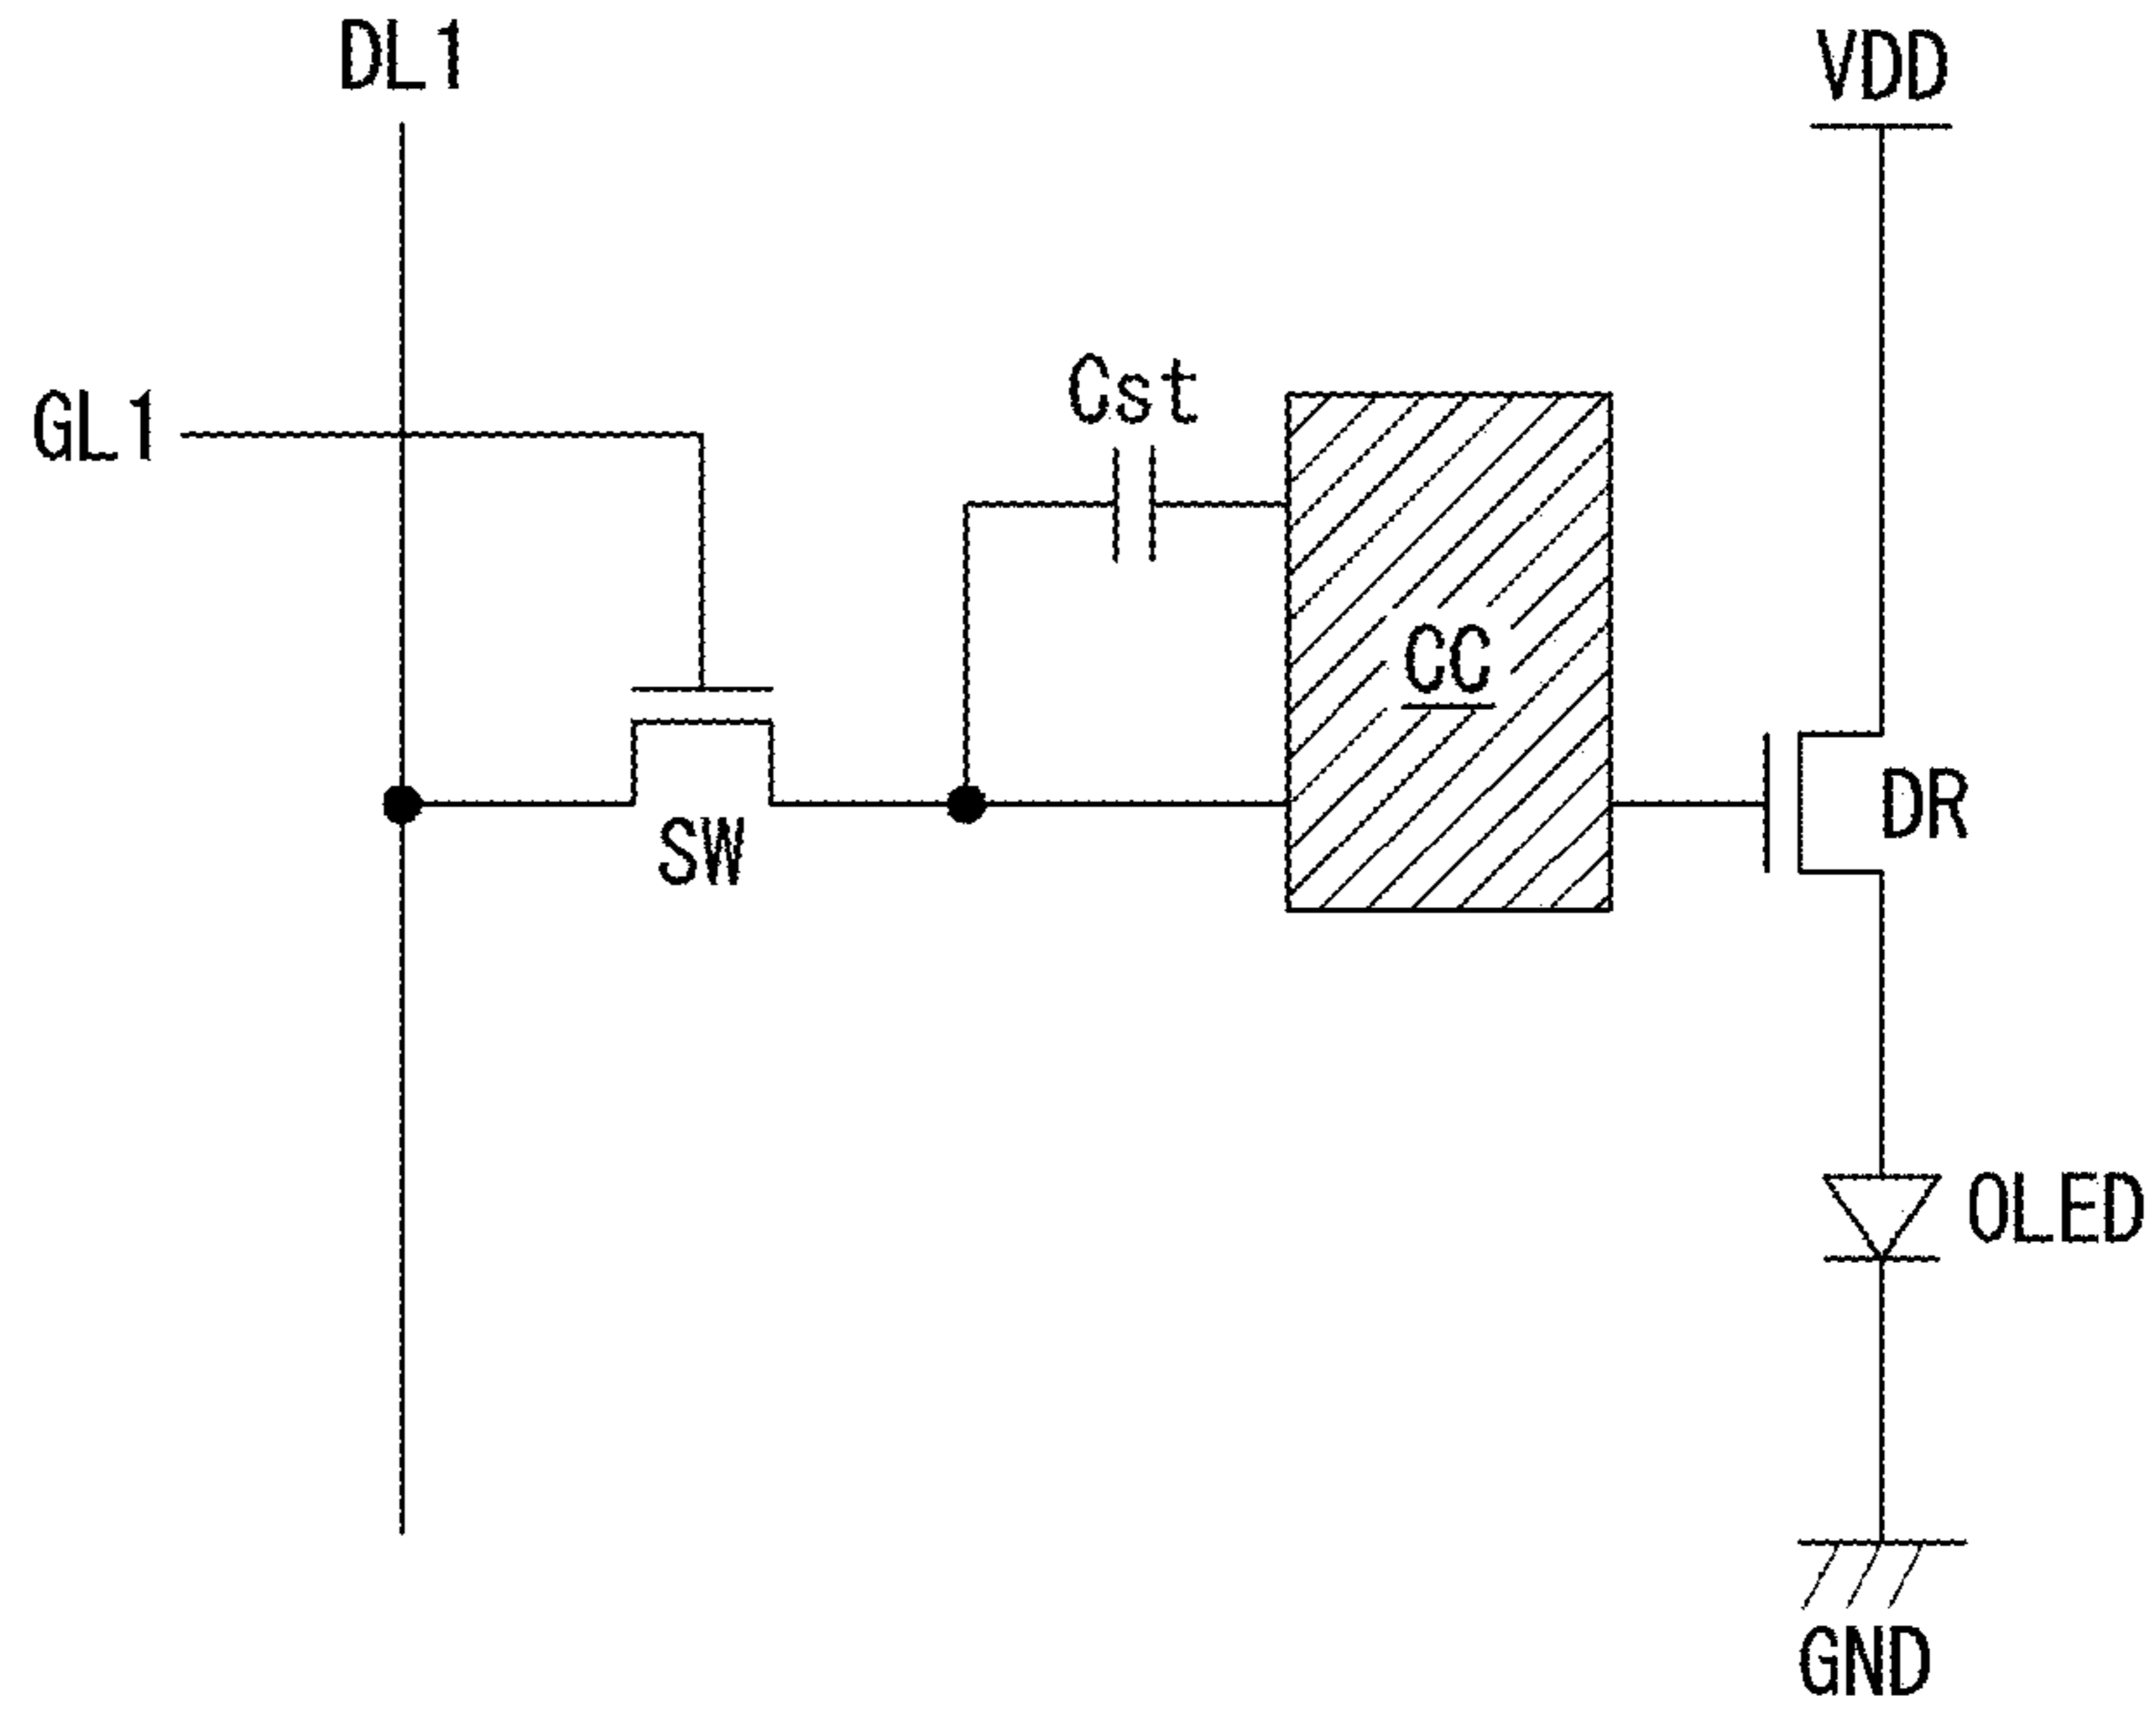 DL1
VDD
GL1
Cst
CC
DR
SW
OLED
GND